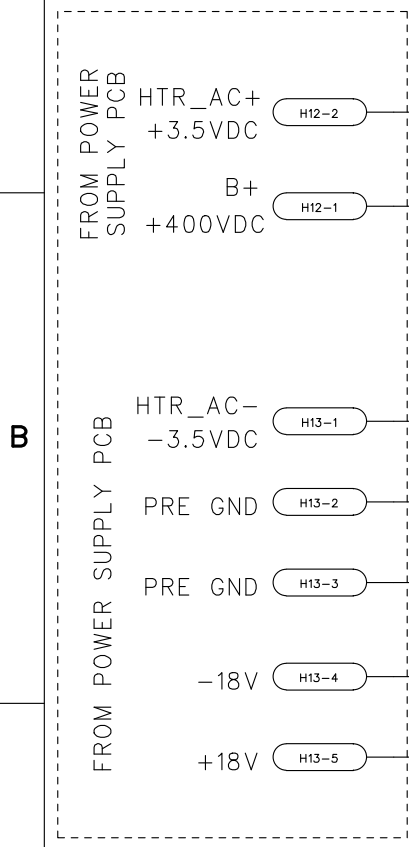 FROM POWER
SUPPLY PCB
HTR_AC+
+3.5VDC
H12-2
B+
+400VDC
H12-1
B
FROM POWER SUPPLY PCB
HTR_AC-
-3.5VDC
H13-1
PRE GND
H13-2
PRE GND
H13-3
-18V
H13-4
+18V
H13-5